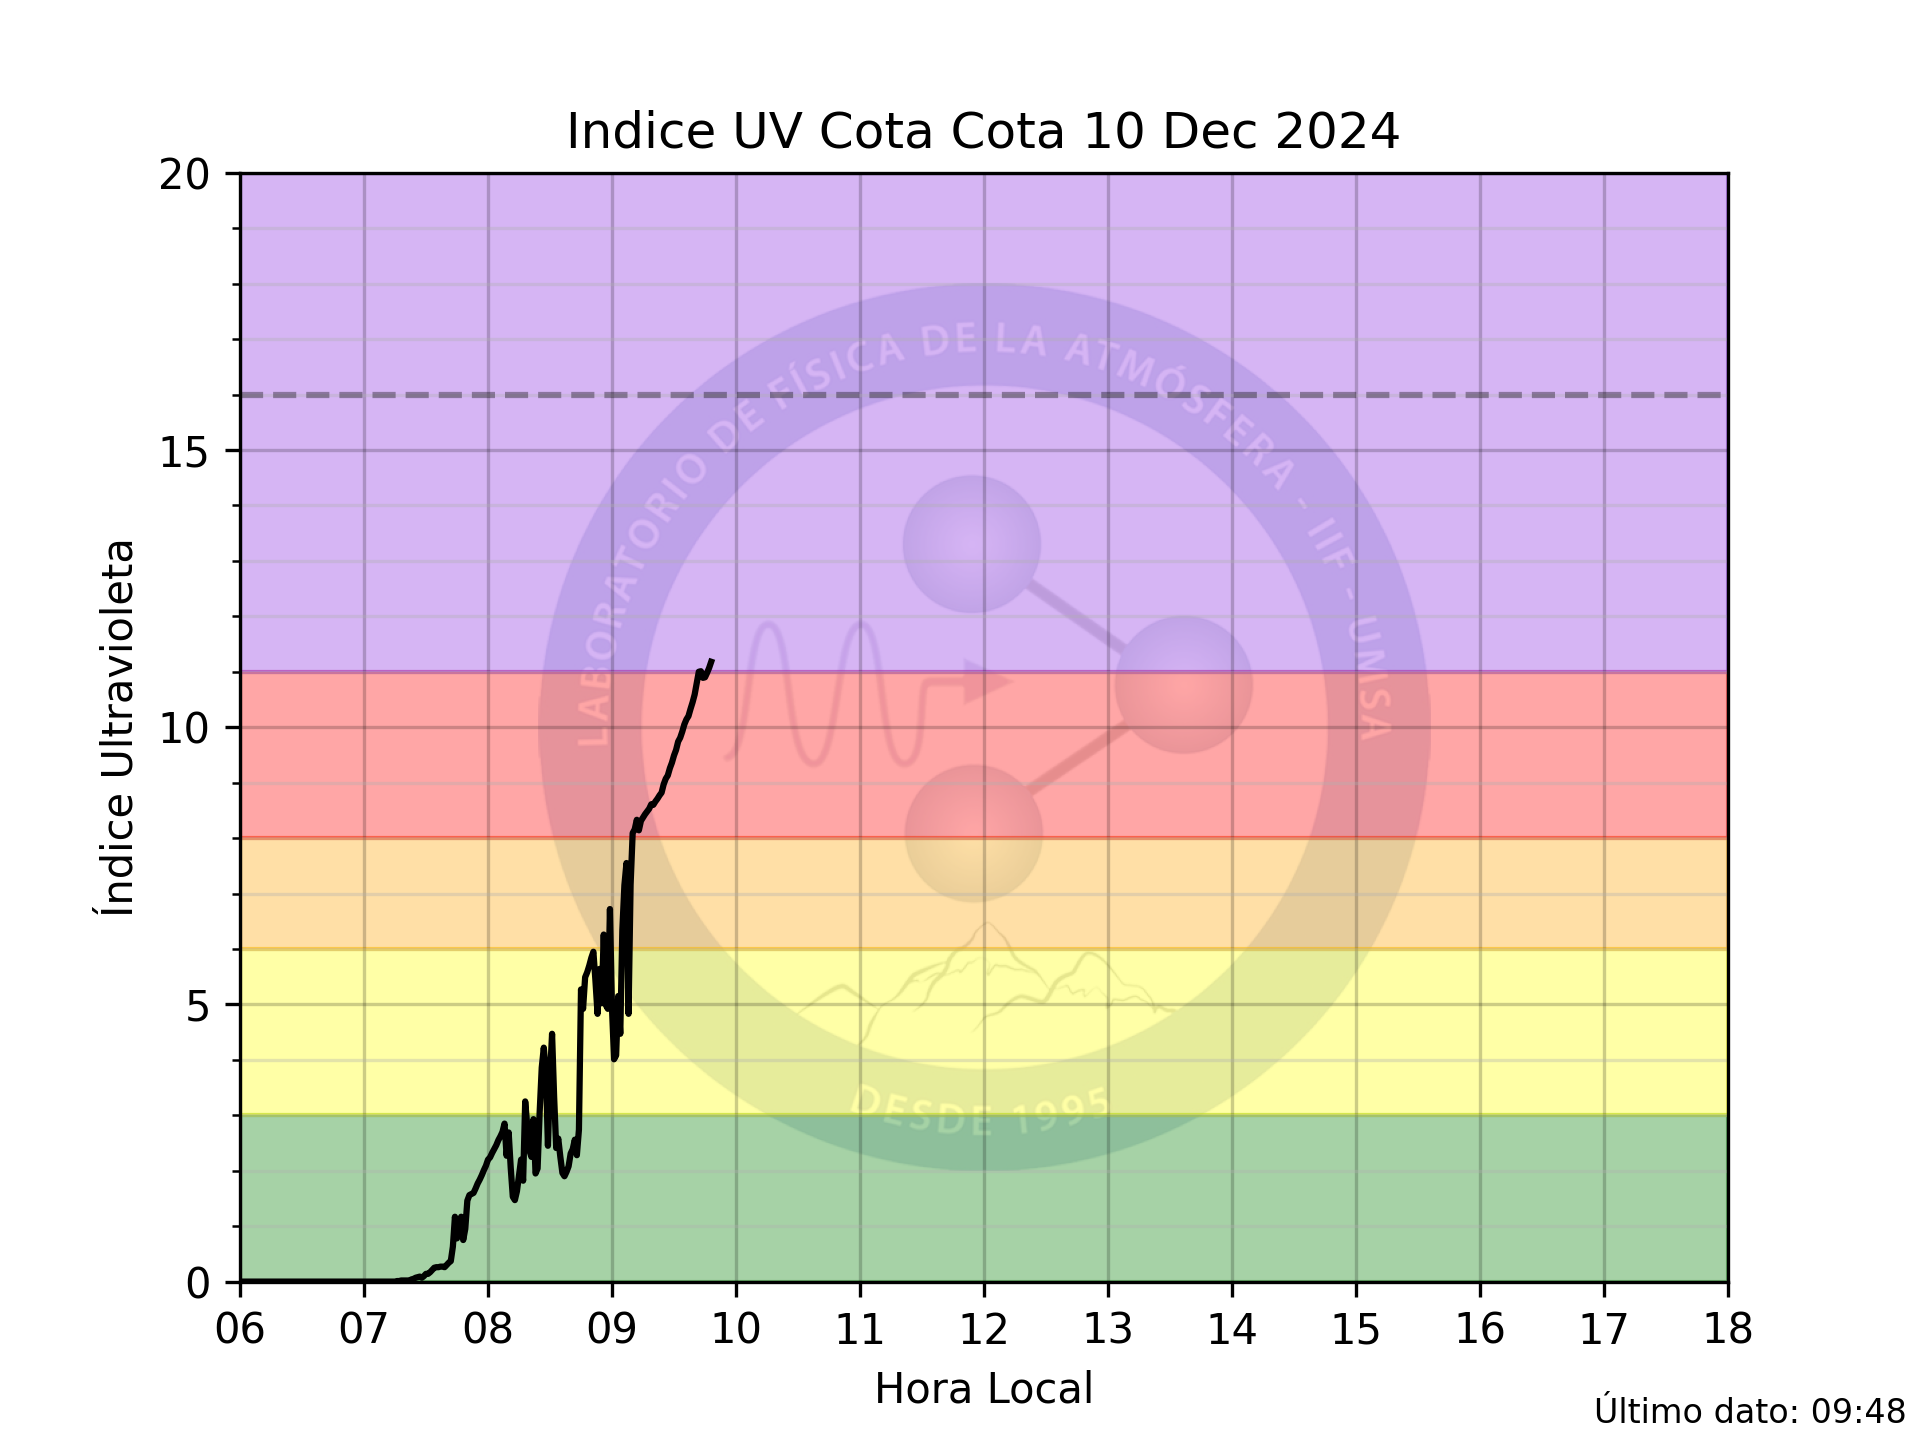 Indice UV Cota Cota 10 Dec 2024
20
15
10
5
0
Índice Ultravioleta
LABORATORIO DE FÍSICA DE LA ATMÓSFERA - IIF - UMSA
DESDE 1995
06 07 08 09 10 11 12 13 14 15 16 17 18
Hora Local
Último dato: 09:48